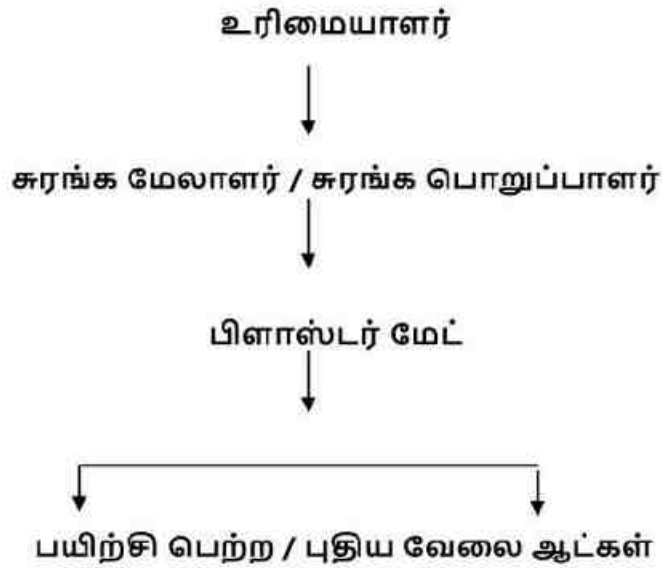 உரிமையாளர்
சுரங்க மேலாளர் / சுரங்க பொறுப்பாளர்
பிளாஸ்டர் மேட்
பயிற்சி பெற்ற / புதிய வேலை ஆட்கள்